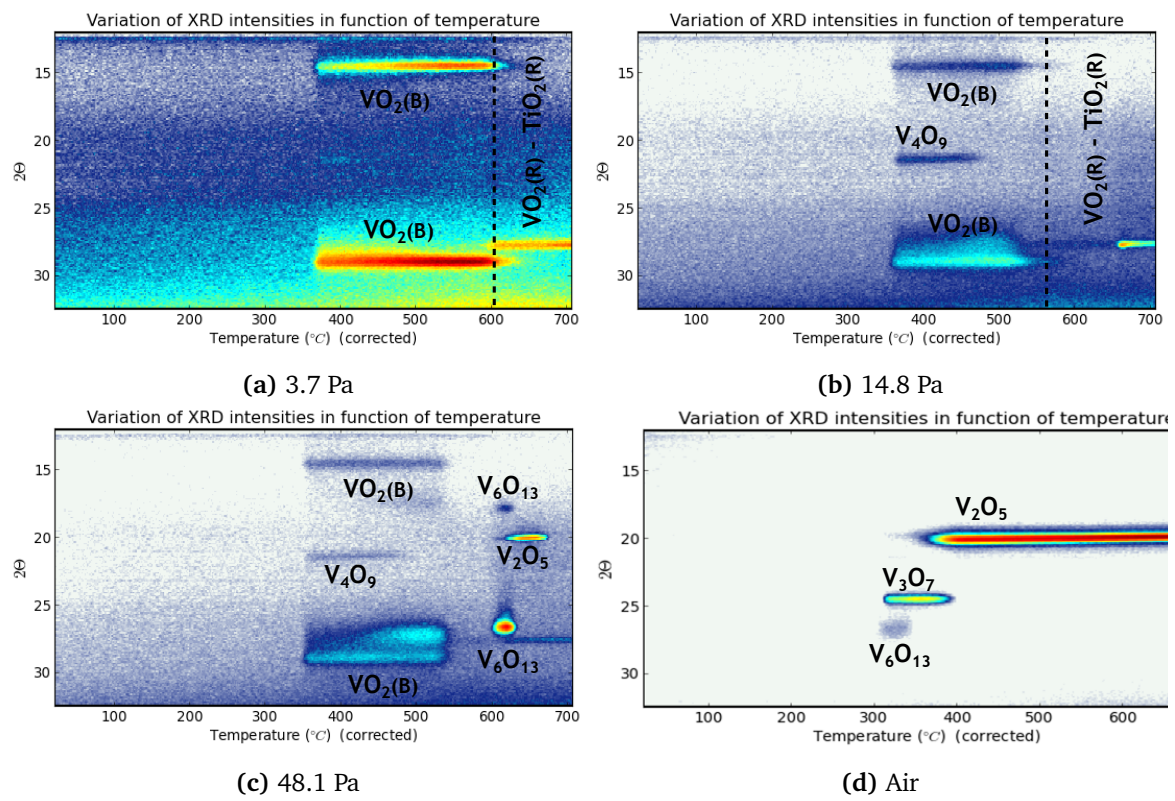 Variation of XRD intensities in function of temperature
15
20
25
30
2Θ
VO₂(B)
VO₂(B)
VO₂(R) - TiO₂(R)
100 200 300 400 500 600 700
Temperature (°C) (corrected)
(a) 3.7 Pa
Variation of XRD intensities in function of temperature
15
20
25
30
2Θ
VO₂(B)
V₄O₉
VO₂(B)
VO₂(R) - TiO₂(R)
100 200 300 400 500 600 700
Temperature (°C) (corrected)
(b) 14.8 Pa
Variation of XRD intensities in function of temperature
15
20
25
30
2Θ
VO₂(B)
V₆O₁₃
V₂O₅
V₄O₉
V₆O₁₃
VO₂(B)
100 200 300 400 500 600 700
Temperature (°C) (corrected)
(c) 48.1 Pa
Variation of XRD intensities in function of temperature
15
20
25
30
2Θ
V₂O₅
V₃O₇
V₆O₁₃
100 200 300 400 500 600
Temperature (°C) (corrected)
(d) Air